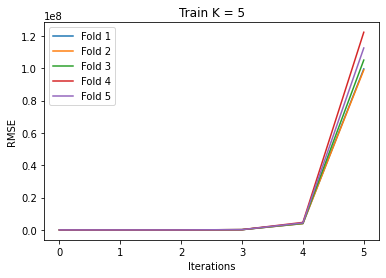 Train K = 5
1e8
Fold 1
Fold 2
Fold 3
Fold 4
Fold 5
1.2
1.0
0.8
0.6
0.4
0.2
0.0
RMSE
0 1 2 3 4 5
Iterations